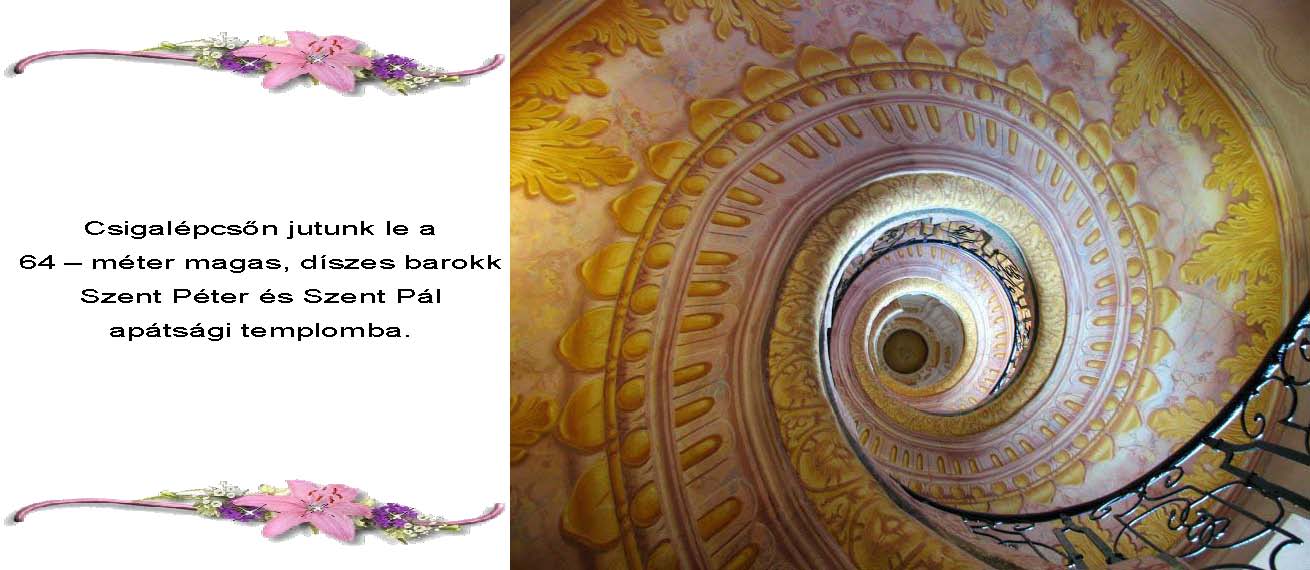 Csigalépcsőn jutunk le a
64 – méter magas, díszes barokk
Szent Péter és Szent Pál
apátsági templomba.